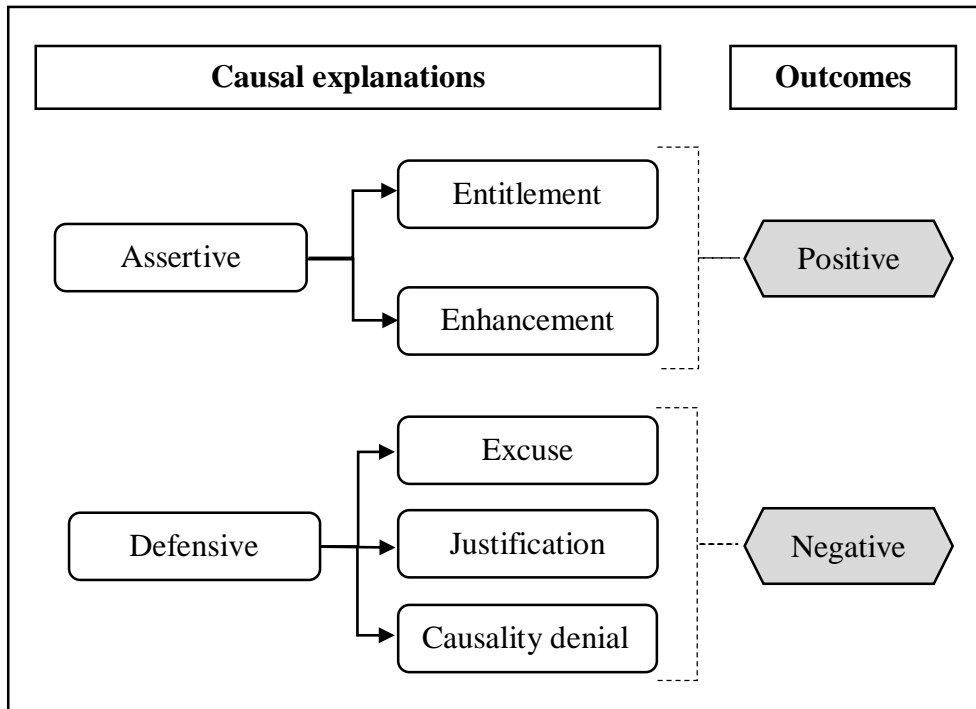 Causal explanations
Outcomes
Entitlement
Assertive
Positive
Enhancement
Excuse
Defensive
Justification
Negative
Causality denial